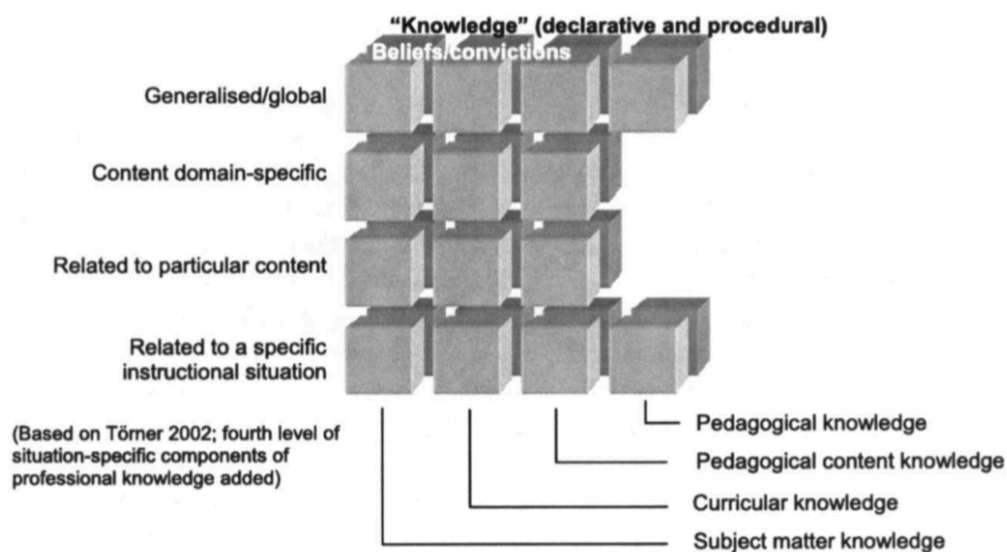 “Knowledge” (declarative and procedural)
Beliefs/convictions
Generalised/global
Content domain-specific
Related to particular content
Related to a specific
instructional situation
(Based on Törner 2002; fourth level of
situation-specific components of
professional knowledge added)
Pedagogical knowledge
Pedagogical content knowledge
Curricular knowledge
Subject matter knowledge